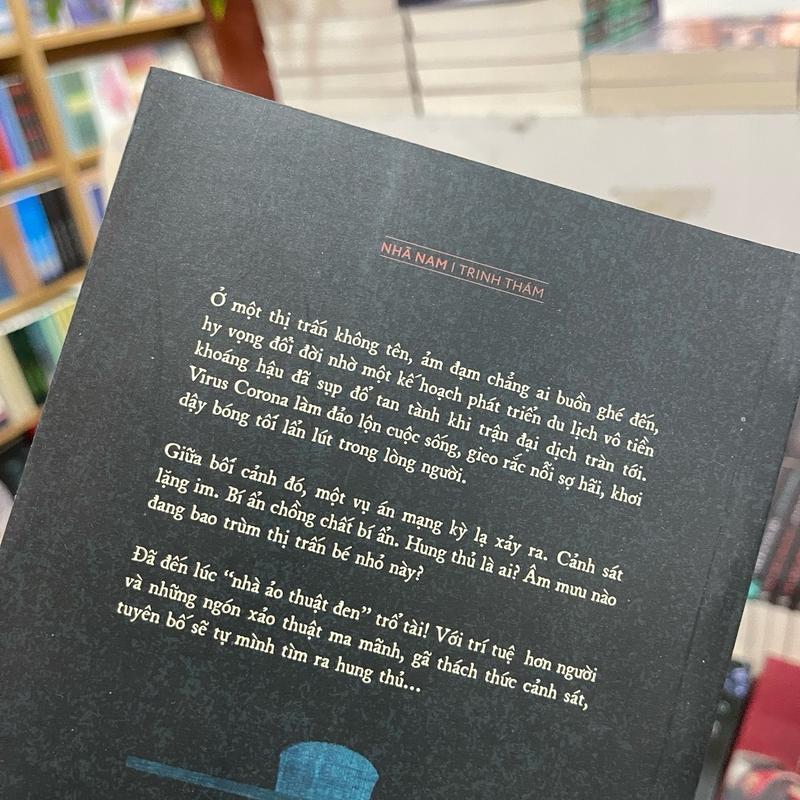 NHÃ NAM | TRINH THÁM
Ở một thị trấn không tên, ảm đạm chẳng ai buồn ghé đến,
hy vọng đổi đời nhờ một kế hoạch phát triển du lịch vô tiền
khoáng hậu đã sụp đổ tan tành khi trận đại dịch tràn tới.
Virus Corona làm đảo lộn cuộc sống, gieo rắc nỗi sợ hãi, khơi
dậy bóng tối lẩn lút trong lòng người.
Giữa bối cảnh đó, một vụ án mạng kỳ lạ xảy ra. Cảnh sát
lặng im. Bí ẩn chồng chất bí ẩn. Hung thủ là ai? Âm mưu nào
đang bao trùm thị trấn bé nhỏ này?
Đã đến lúc “nhà ảo thuật đen” trổ tài! Với trí tuệ hơn người
và những ngón xảo thuật ma mãnh, gã thách thức cảnh sát,
tuyên bố sẽ tự mình tìm ra hung thủ...